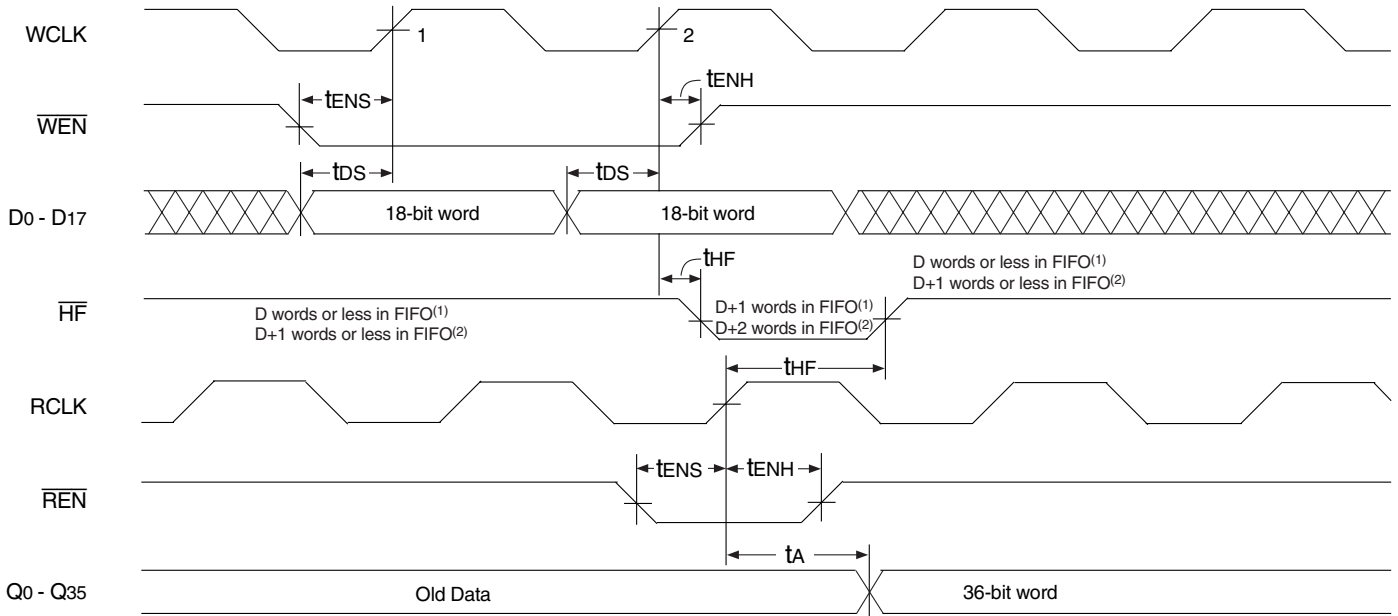 WCLK
1
2
tENH
tENS
WEN
tDS
tDS
D0 - D17
18-bit word
18-bit word
tHF
D words or less in FIFO(1)
D+1 words or less in FIFO(2)
HF
D words or less in FIFO(1)
D+1 words or less in FIFO(2)
D+1 words in FIFO(1)
D+2 words in FIFO(2)
tHF
RCLK
tENS
tENH
REN
tA
Q0 - Q35
Old Data
36-bit word